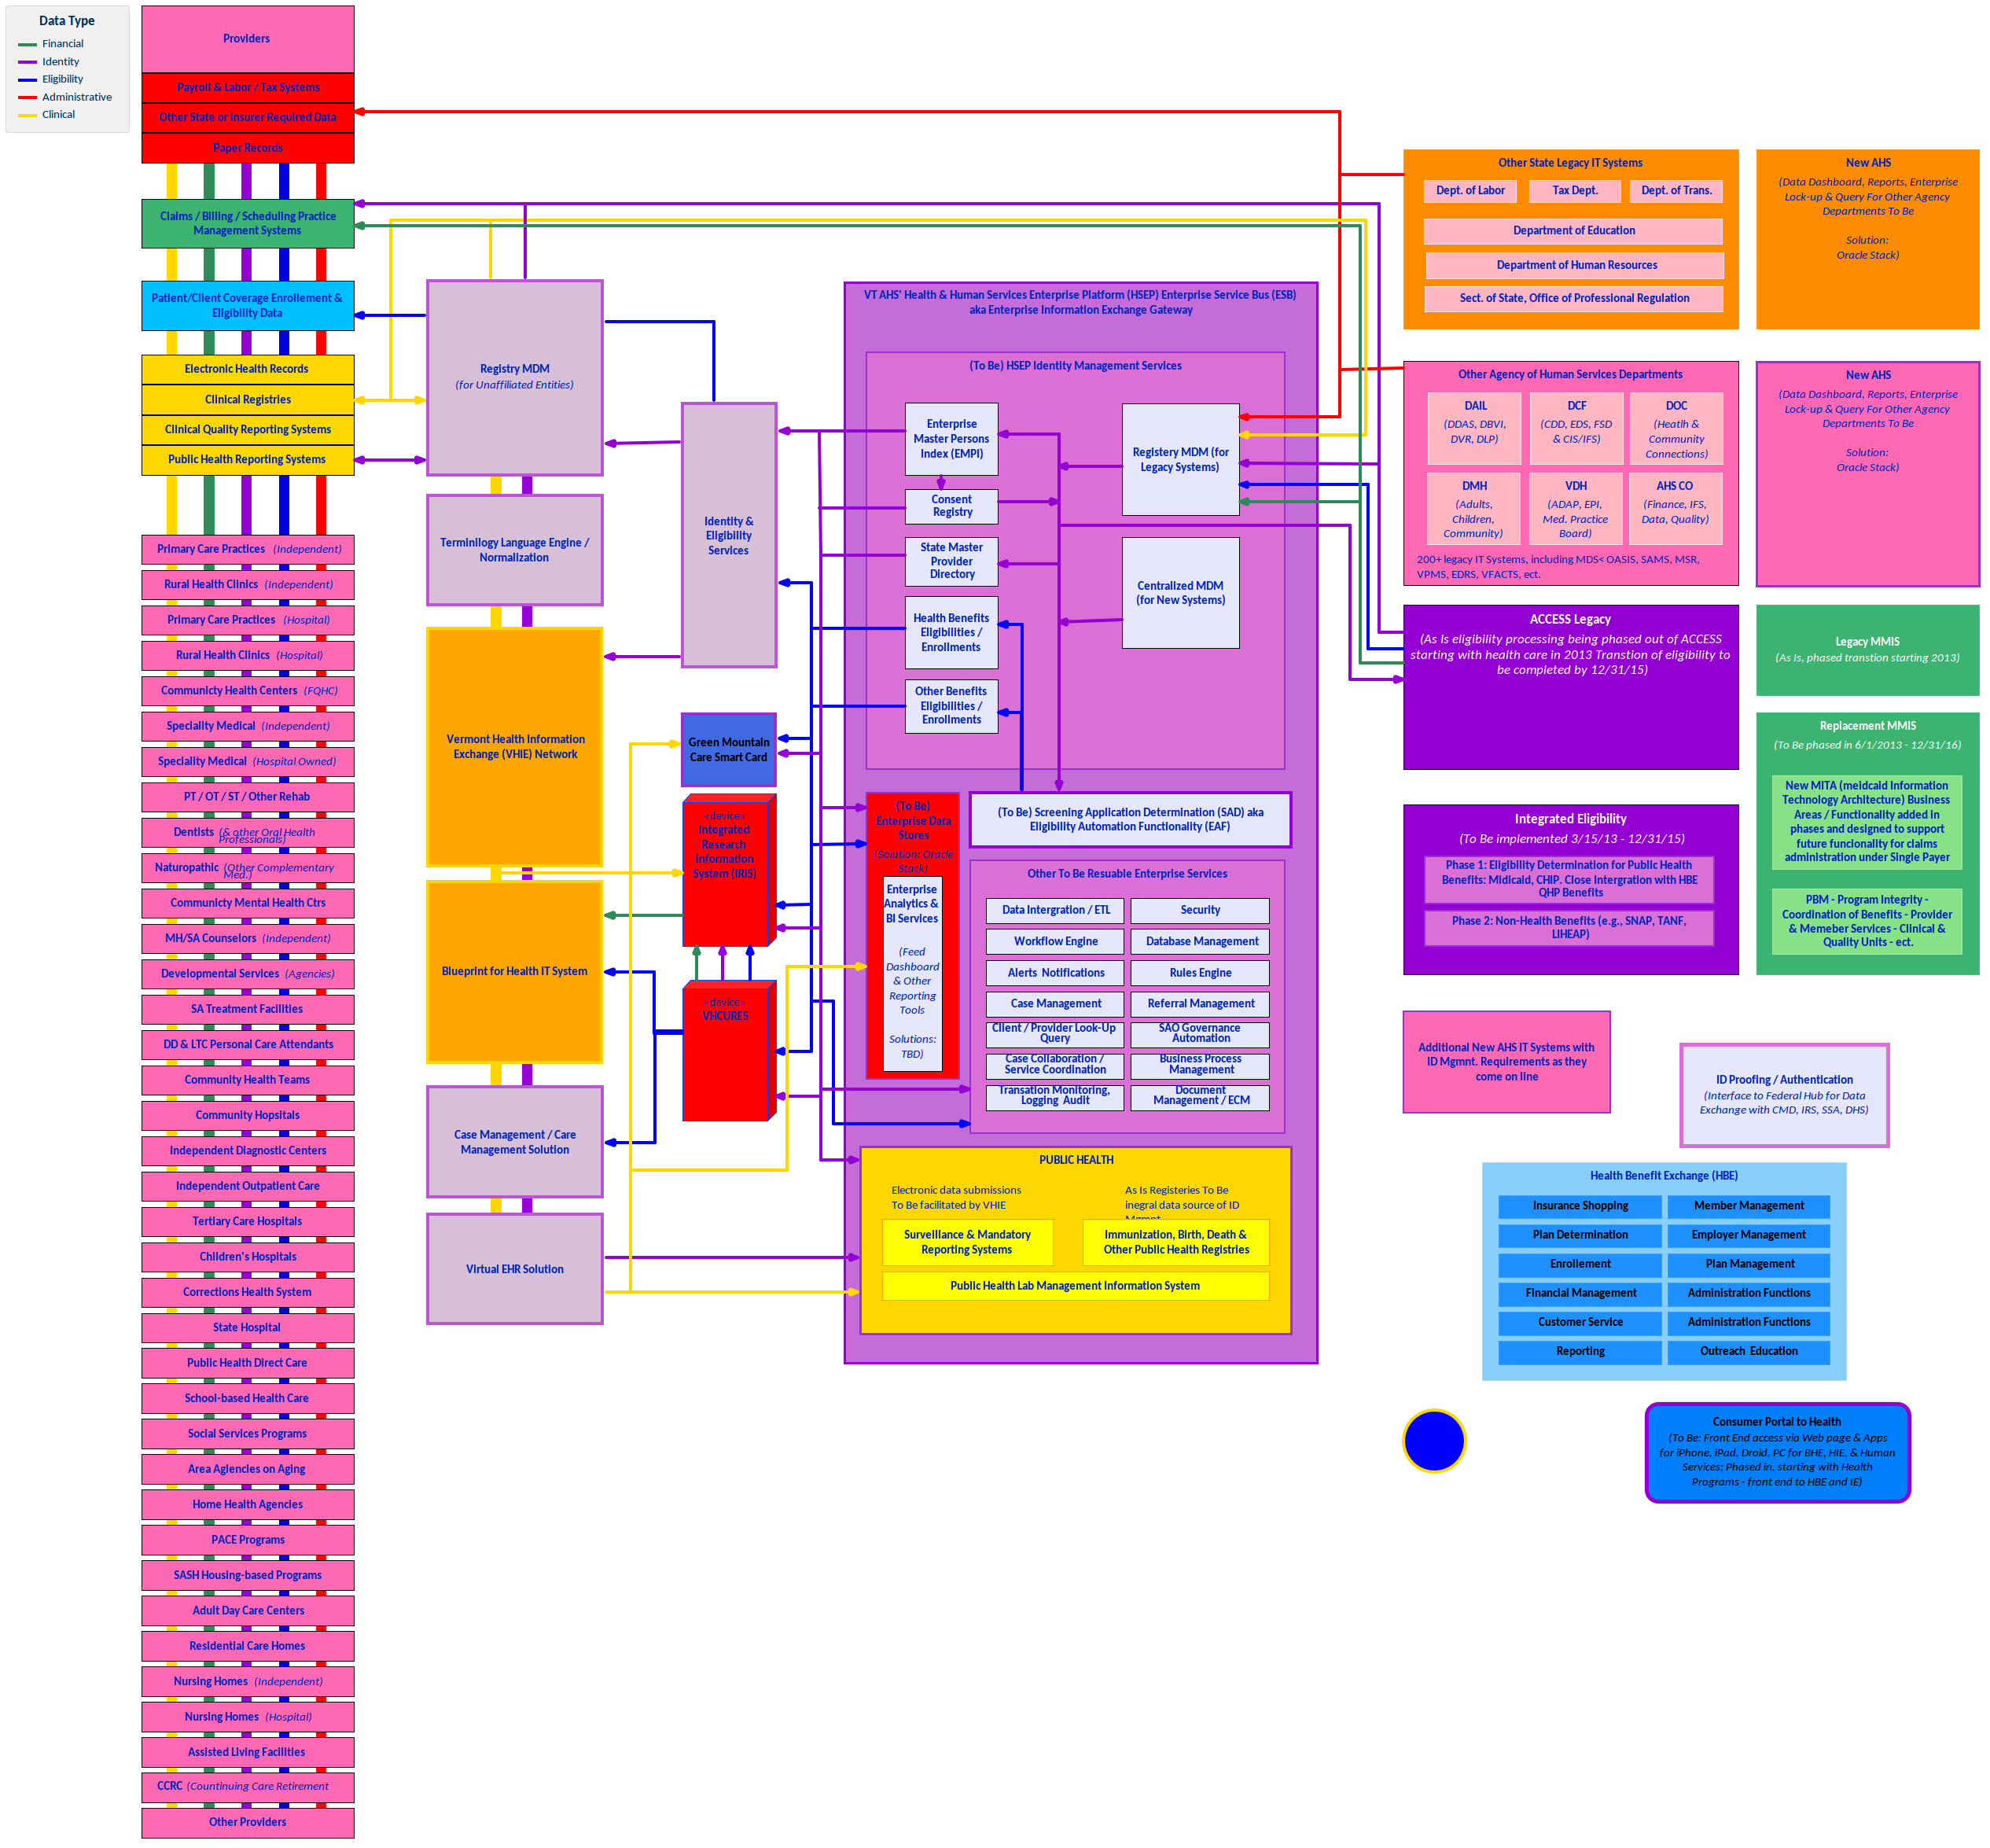 Data Type
Financial
Identity
Eligibility
Administrative
Clinical
Providers
Payroll & Labor / Tax Systems
Other State or Insurer Required Data
Paper Records
Claims / Billing / Scheduling Practice
Management Systems
Patient/Client Coverage Enrollement &
Eligibility Data
Electronic Health Records
Clinical Registries
Clinical Quality Reporting Systems
Public Health Reporting Systems
Primary Care Practices (Independent)
Rural Health Clinics (Independent)
Primary Care Practices (Hospital)
Rural Health Clinics (Hospital)
Communicty Health Centers (FQHC)
Speciality Medical (Independent)
Speciality Medical (Hospital Owned)
PT / OT / ST / Other Rehab
Dentists (& other Oral Health
Professionals)
Naturopathic (Other Complementary
Med.)
Communicty Mental Health Ctrs
MH/SA Counselors (Independent)
Developmental Services (Agencies)
SA Treatment Facilities
DD & LTC Personal Care Attendants
Community Health Teams
Community Hopsitals
Independent Diagnostic Centers
Independent Outpatient Care
Tertiary Care Hospitals
Children's Hospitals
Corrections Health System
State Hospital
Public Health Direct Care
School-based Health Care
Social Services Programs
Area Agiencies on Aging
Home Health Agencies
PACE Programs
SASH Housing-based Programs
Adult Day Care Centers
Residential Care Homes
Nursing Homes (Independent)
Nursing Homes (Hospital)
Assisted Living Facilities
CCRC (Countinuing Care Retirement
Other Providers
Registry MDM
(for Unaffiliated Entities)
Terminilogy Language Engine /
Normalization
Vermont Health Information
Exchange (VHIE) Network
Blueprint for Health IT System
Case Management / Care
Management Solution
Virtual EHR Solution
Identity &
Eligibility
Services
Green Mountain
Care Smart Card
«device»
Integrated
Research
Information
System (IRIS)
«device»
VHCURES
VT AHS' Health & Human Services Enterprise Platform (HSEP) Enterprise Service Bus (ESB)
aka Enterprise Information Exchange Gateway
(To Be) HSEP Identity Management Services
Enterprise
Master Persons
Index (EMPI)
Consent
Registry
State Master
Provider
Directory
Health Benefits
Eligibilities /
Enrollments
Other Benefits
Eligibilities /
Enrollments
Registery MDM (for
Legacy Systems)
Centralized MDM
(for New Systems)
(To Be)
Enterprise Data
Stores
(Solution: Oracle
Stack)
Enterprise
Analytics &
BI Services
(Feed
Dashboard
& Other
Reporting
Tools
Solutions:
TBD)
(To Be) Screening Application Determination (SAD) aka
Eligibility Automation Functionality (EAF)
Other To Be Resuable Enterprise Services
Data Intergration / ETL
Security
Workflow Engine
Database Management
Alerts Notifications
Rules Engine
Case Management
Referral Management
Client / Provider Look-Up
Query
SAO Governance
Automation
Case Collaboration /
Service Coordination
Business Process
Management
Transation Monitoring,
Logging Audit
Document
Management / ECM
PUBLIC HEALTH
Electronic data submissions
To Be facilitated by VHIE
As Is Registeries To Be
inegral data source of ID
Mgmnt
Surveillance & Mandatory
Reporting Systems
Immunization, Birth, Death &
Other Public Health Registries
Public Health Lab Management Information System
Other State Legacy IT Systems
Dept. of Labor
Tax Dept.
Dept. of Trans.
Department of Education
Department of Human Resources
Sect. of State, Office of Professional Regulation
New AHS
(Data Dashboard, Reports, Enterprise
Lock-up & Query For Other Agency
Departments To Be
Solution:
Oracle Stack)
Other Agency of Human Services Departments
DAIL
(DDAS, DBVI,
DVR, DLP)
DCF
(CDD, EDS, FSD
& CIS/IFS)
DOC
(Heatlh &
Community
Connections)
DMH
(Adults,
Children,
Community)
VDH
(ADAP, EPI,
Med. Practice
Board)
AHS CO
(Finance, IFS,
Data, Quality)
200+ legacy IT Systems, including MDS< OASIS, SAMS, MSR,
VPMS, EDRS, VFACTS, ect.
New AHS
(Data Dashboard, Reports, Enterprise
Lock-up & Query For Other Agency
Departments To Be
Solution:
Oracle Stack)
ACCESS Legacy
(As Is eligibility processing being phased out of ACCESS
starting with health care in 2013 Transtion of eligibility to
be completed by 12/31/15)
Legacy MMIS
(As Is, phased transtion starting 2013)
Replacement MMIS
(To Be phased in 6/1/2013 - 12/31/16)
New MITA (meidcaid Information
Technology Architecture) Business
Areas / Functionality added in
phases and designed to support
future funcionality for claims
administration under Single Payer
PBM - Program Integrity -
Coordination of Benefits - Provider
& Memeber Services - Clinical &
Quality Units - ect.
Integrated Eligibility
(To Be implemented 3/15/13 - 12/31/15)
Phase 1: Eligibility Determination for Public Health
Benefits: Midicaid, CHIP. Close Intergration with HBE
QHP Benefits
Phase 2: Non-Health Benefits (e.g., SNAP, TANF,
LIHEAP)
Additional New AHS IT Systems with
ID Mgmnt. Requirements as they
come on line
ID Proofing / Authentication
(Interface to Federal Hub for Data
Exchange with CMD, IRS, SSA, DHS)
Health Benefit Exchange (HBE)
Insurance Shopping
Member Management
Plan Determination
Employer Management
Enrollement
Plan Management
Financial Management
Administration Functions
Customer Service
Administration Functions
Reporting
Outreach Education
Consumer Portal to Health
(To Be: Front End access via Web page & Apps
for iPhone, iPad, Droid, PC for BHE, HIE, & Human
Services; Phased in, starting with Health
Programs - front end to HBE and IE)